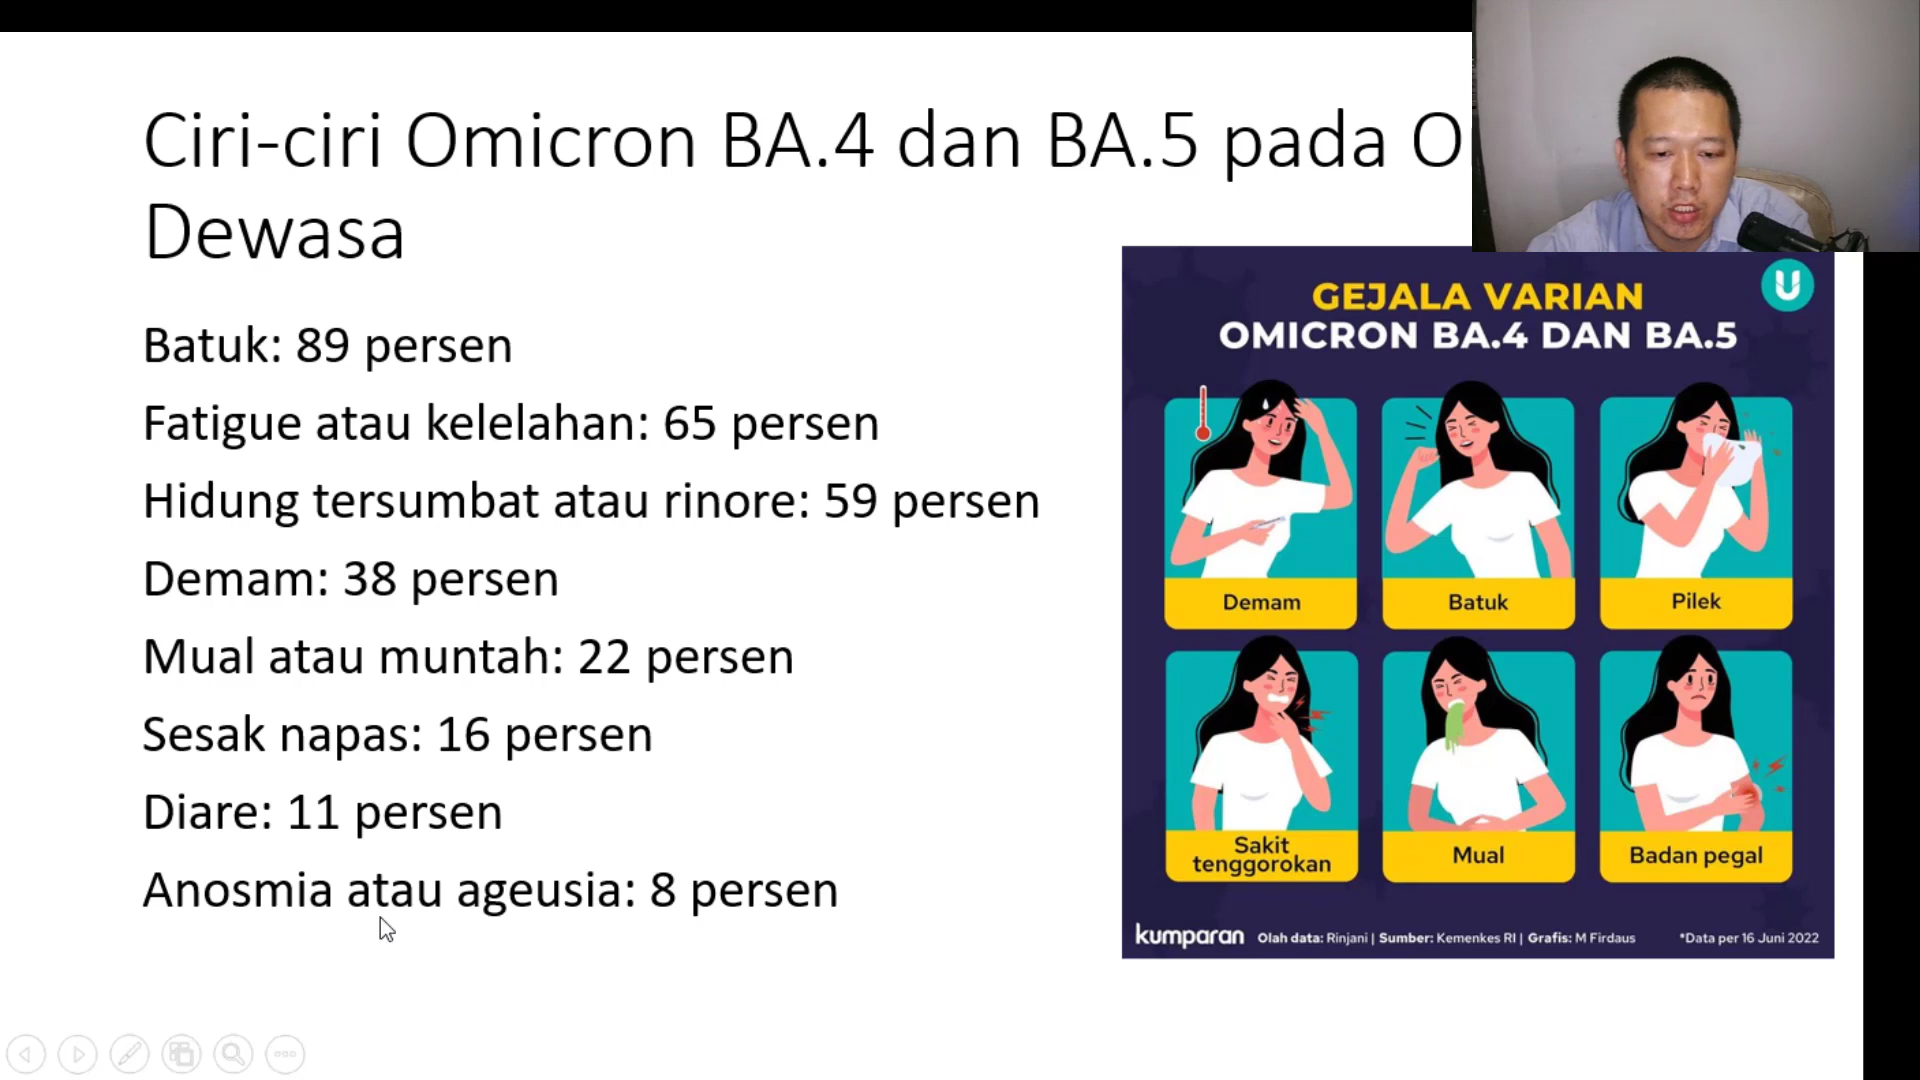 Ciri-ciri Omicron BA.4 dan BA.5 pada O
Dewasa
Batuk: 89 persen
Fatigue atau kelelahan: 65 persen
Hidung tersumbat atau rinore: 59 persen
Demam: 38 persen
Mual atau muntah: 22 persen
Sesak napas: 16 persen
Diare: 11 persen
Anosmia atau ageusia: 8 persen
GEJALA VARIAN
OMICRON BA.4 DAN BA.5
Demam
Batuk
Pilek
Sakit
tenggorokan
Mual
Badan pegal
kumparan Olah data: Rinjani | Sumber: Kemenkes RI | Grafis: M Firdaus *Data per 16 Juni 2022